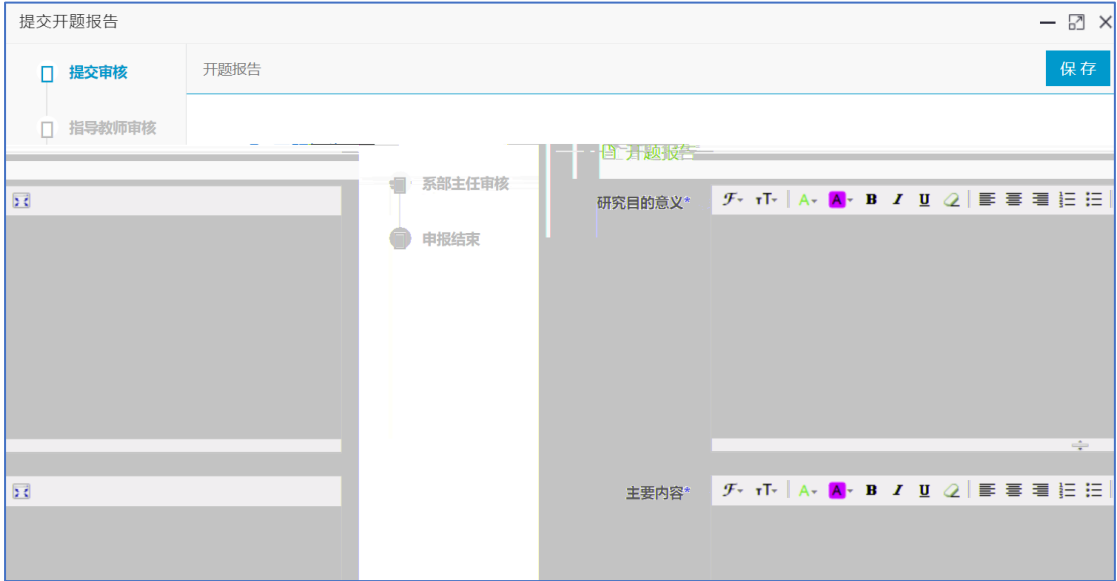 提交开题报告
提交审核
开题报告
保存
指导教师审核
开题报告
系部主任审核
研究目的意义*
申报结束
主要内容*